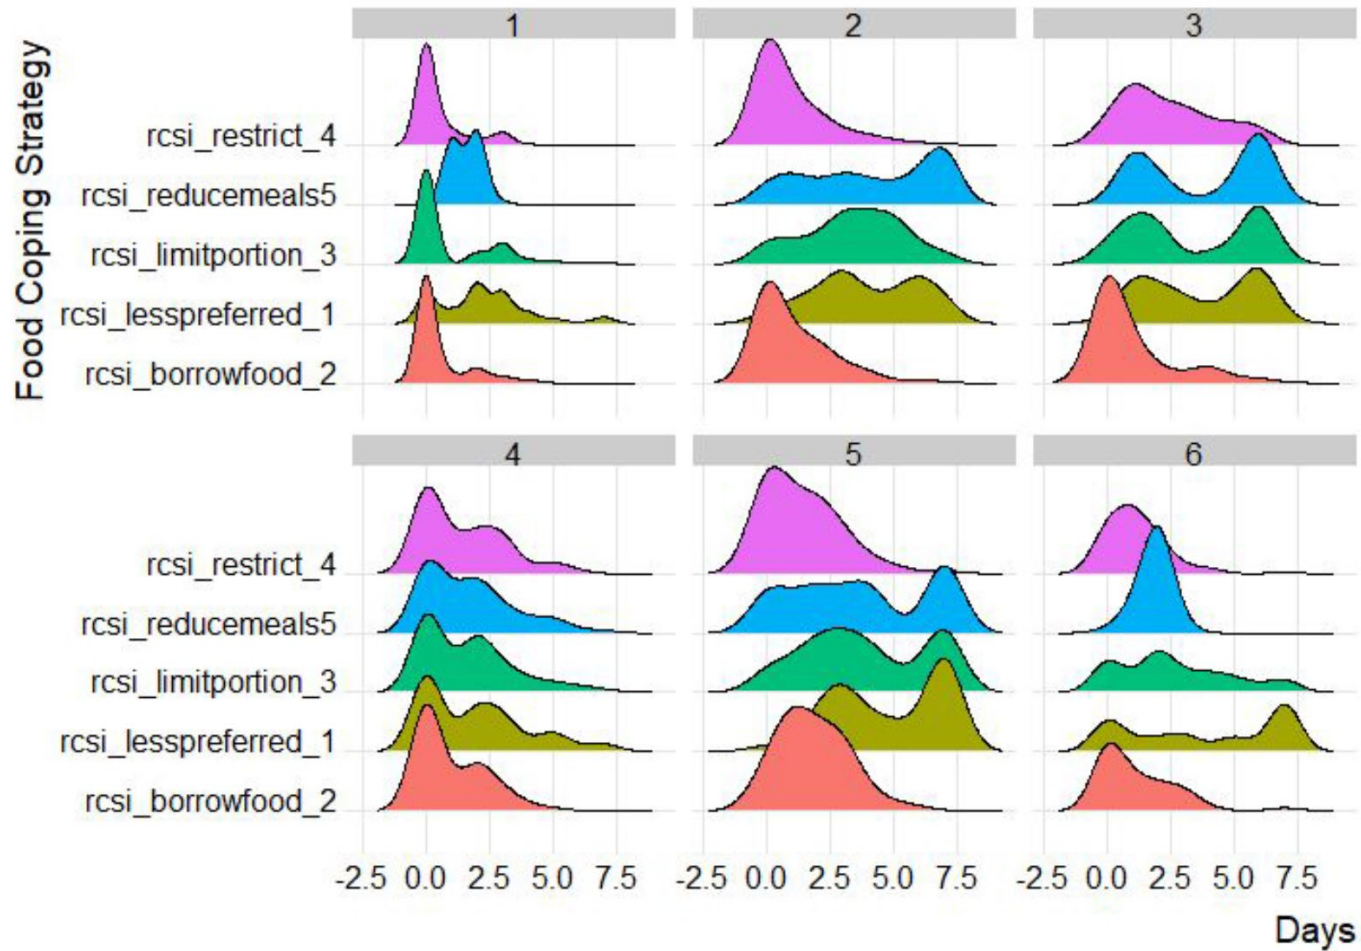 Food Coping Strategy
1 2 3
rcsi_restrict_4
rcsi_reducemeals5
rcsi_limitportion_3
rcsi_lesspreferred_1
rcsi_borrowfood_2
4 5 6
rcsi_restrict_4
rcsi_reducemeals5
rcsi_limitportion_3
rcsi_lesspreferred_1
rcsi_borrowfood_2
-2.5 0.0 2.5 5.0 7.5 -2.5 0.0 2.5 5.0 7.5 -2.5 0.0 2.5 5.0 7.5
Days